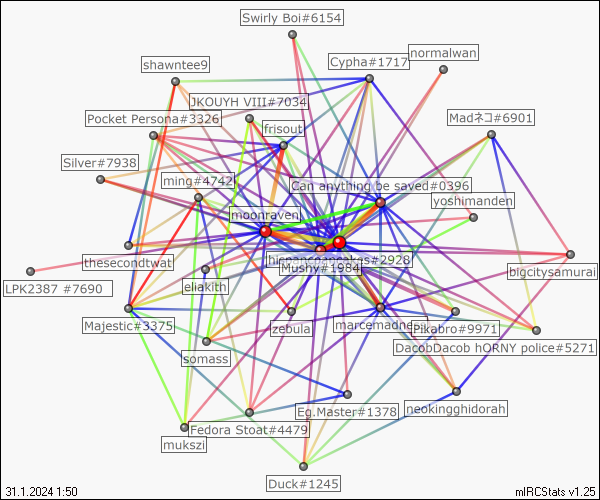 Swirly Boi#6154
normalwan
Cypha#1717
shawntee9
JKOUYH VIII#7034
Pocket Persona#3326
Madネコ#6901
frisout
Silver#7938
ming#4742
Can anything be saved#0396
yoshimanden
moonraven
thesecondtwat
Mushy#1984
bigcitysamurai
LPK2387 #7690
eliakith
Majestic#3375
zebula
Pikabro#9971
DacobDacob hORNY police#5271
somass
Eg.Master#1378
neokingghidorah
Fedora Stoat#4479
mukszi
Duck#1245
31.1.2024 1:50
mIRCStats v1.25